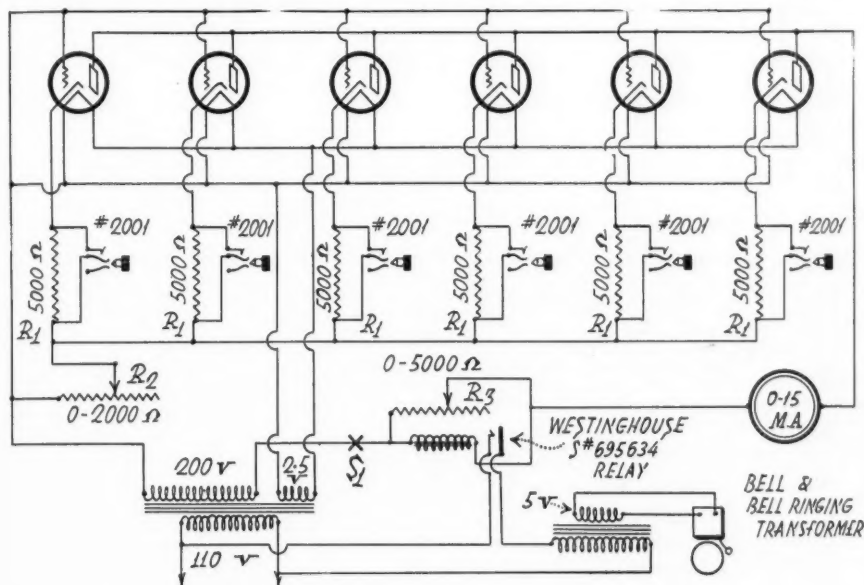 #2001
#2001
#2001
#2001
#2001
#2001
5000 Ω
5000 Ω
5000 Ω
5000 Ω
5000 Ω
5000 Ω
R1
R1
R1
R1
R1
R1
R2
0-2000 Ω
0-5000 Ω
R3
0-15
M.A
WESTINGHOUSE
S#695634
RELAY
200 v
2.5
v
S1
5 v
BELL &
BELL RINGING
TRANSFORMER
110 v